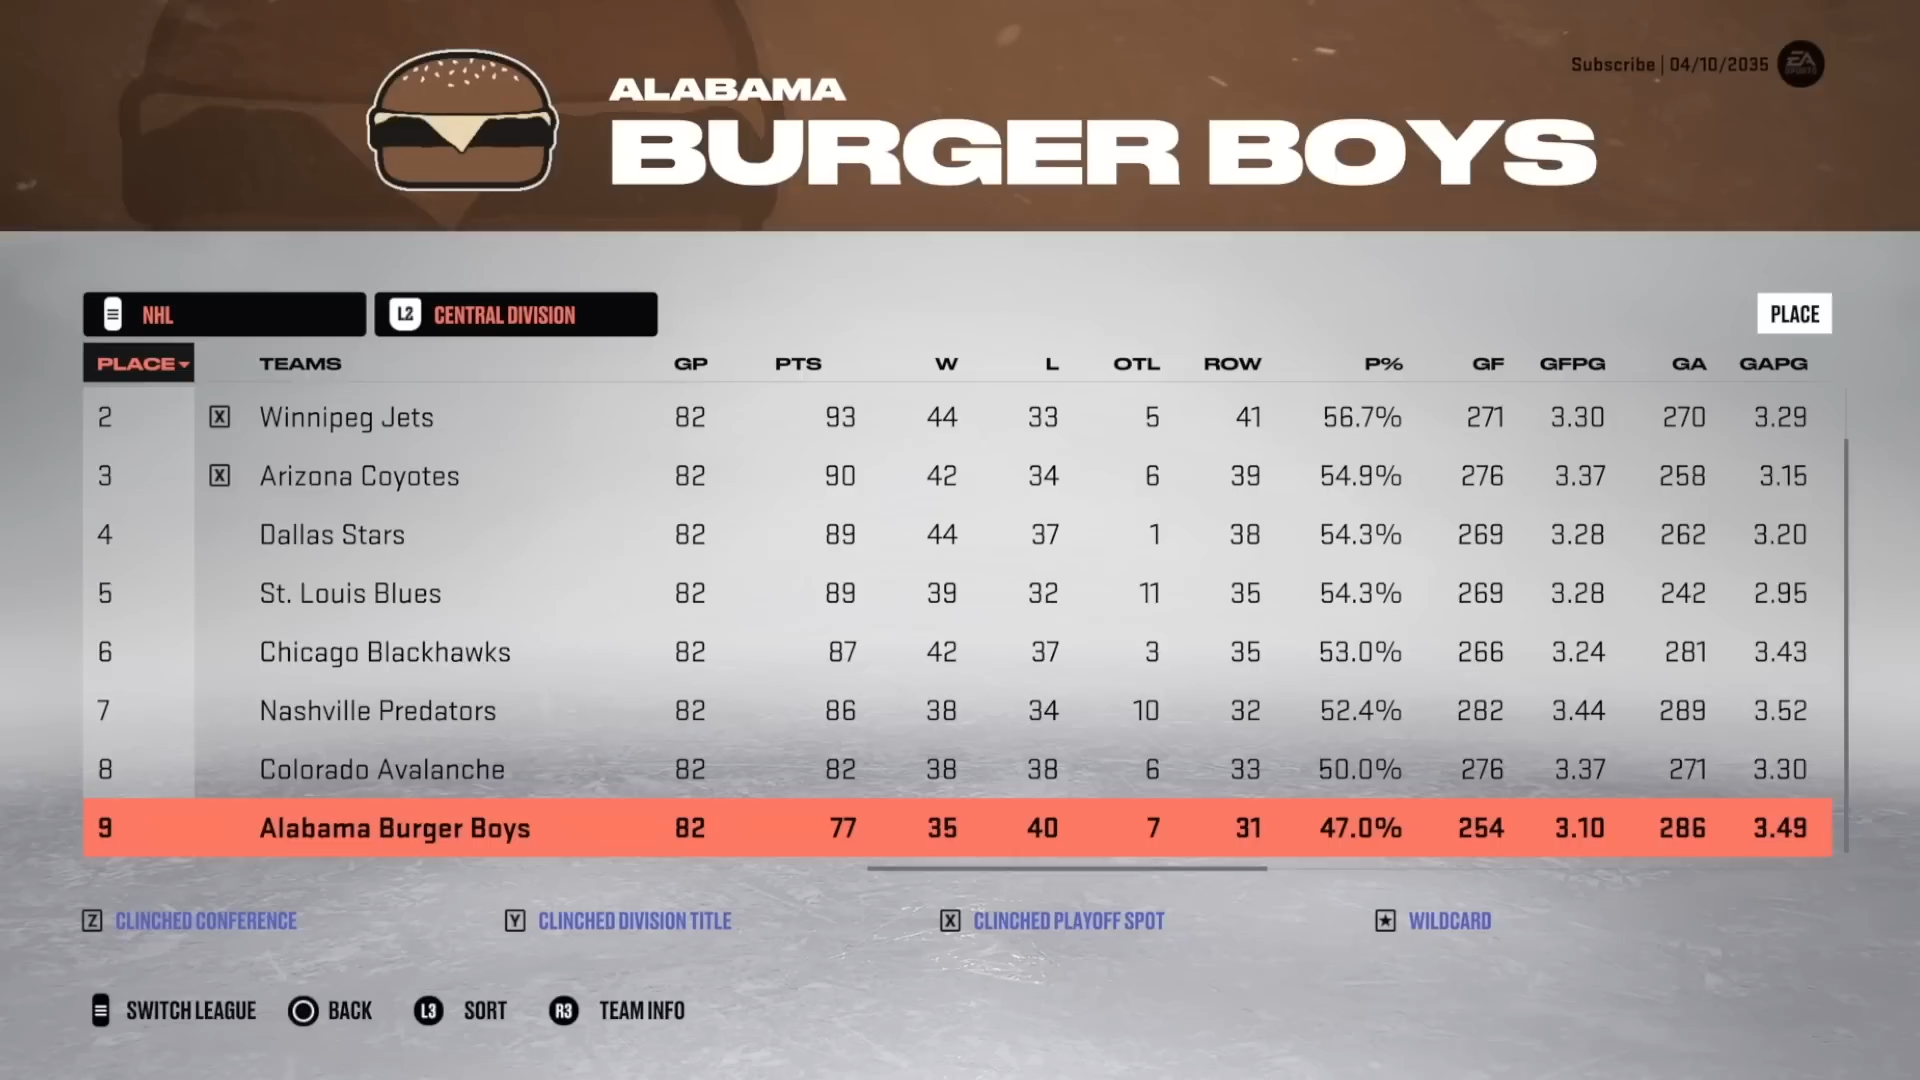 Subscribe | 04/10/2035
ALABAMA
BURGER BOYS
NHL L2 CENTRAL DIVISION PLACE
PLACE TEAMS GP PTS W L OTL ROW P% GF GFPG GA GAPG
2 X Winnipeg Jets 82 93 44 33 5 41 56.7% 271 3.30 270 3.29
3 X Arizona Coyotes 82 90 42 34 6 39 54.9% 276 3.37 258 3.15
4 Dallas Stars 82 89 44 37 1 38 54.3% 269 3.28 262 3.20
5 St. Louis Blues 82 89 39 32 11 35 54.3% 269 3.28 242 2.95
6 Chicago Blackhawks 82 87 42 37 3 35 53.0% 266 3.24 281 3.43
7 Nashville Predators 82 86 38 34 10 32 52.4% 282 3.44 289 3.52
8 Colorado Avalanche 82 82 38 38 6 33 50.0% 276 3.37 271 3.30
9 Alabama Burger Boys 82 77 35 40 7 31 47.0% 254 3.10 286 3.49
Z CLINCHED CONFERENCE Y CLINCHED DIVISION TITLE X CLINCHED PLAYOFF SPOT ★ WILDCARD
SWITCH LEAGUE BACK L3 SORT R3 TEAM INFO
EA SPORTS